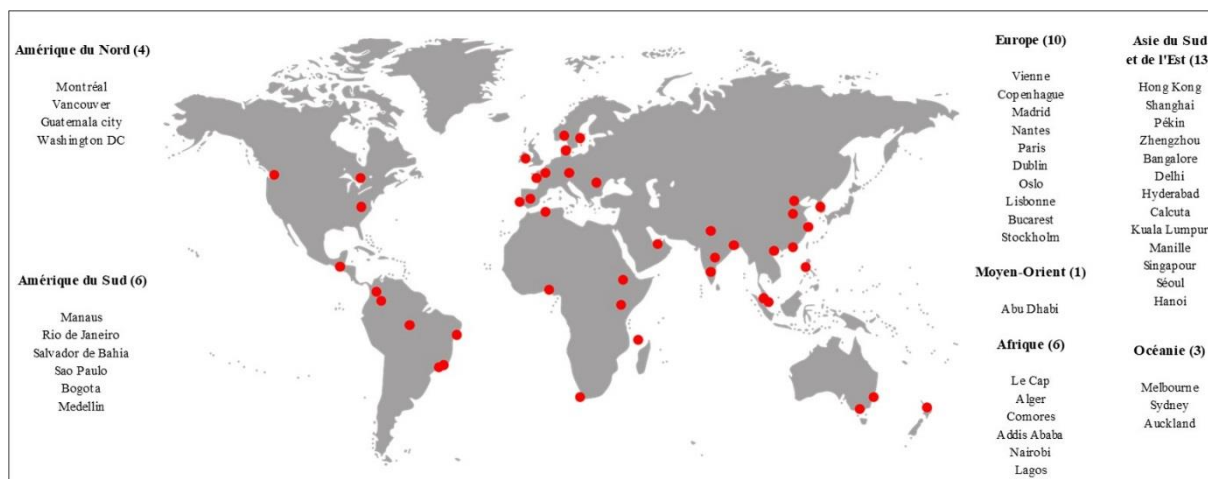 Amérique du Nord (4)
Montréal
Vancouver
Guatemala city
Washington DC
Amérique du Sud (6)
Manaus
Rio de Janeiro
Salvador de Bahia
Sao Paulo
Bogota
Medellin
Europe (10)
Vienne
Copenhague
Madrid
Nantes
Paris
Dublin
Oslo
Lisbonne
Bucarest
Stockholm
Moyen-Orient (1)
Abu Dhabi
Afrique (6)
Le Cap
Alger
Comores
Addis Ababa
Nairobi
Lagos
Asie du Sud
et de l'Est (13)
Hong Kong
Shanghai
Pékin
Zhengzhou
Bangalore
Delhi
Hyderabad
Calcuta
Kuala Lumpur
Manille
Singapour
Séoul
Hanoi
Océanie (3)
Melbourne
Sydney
Auckland